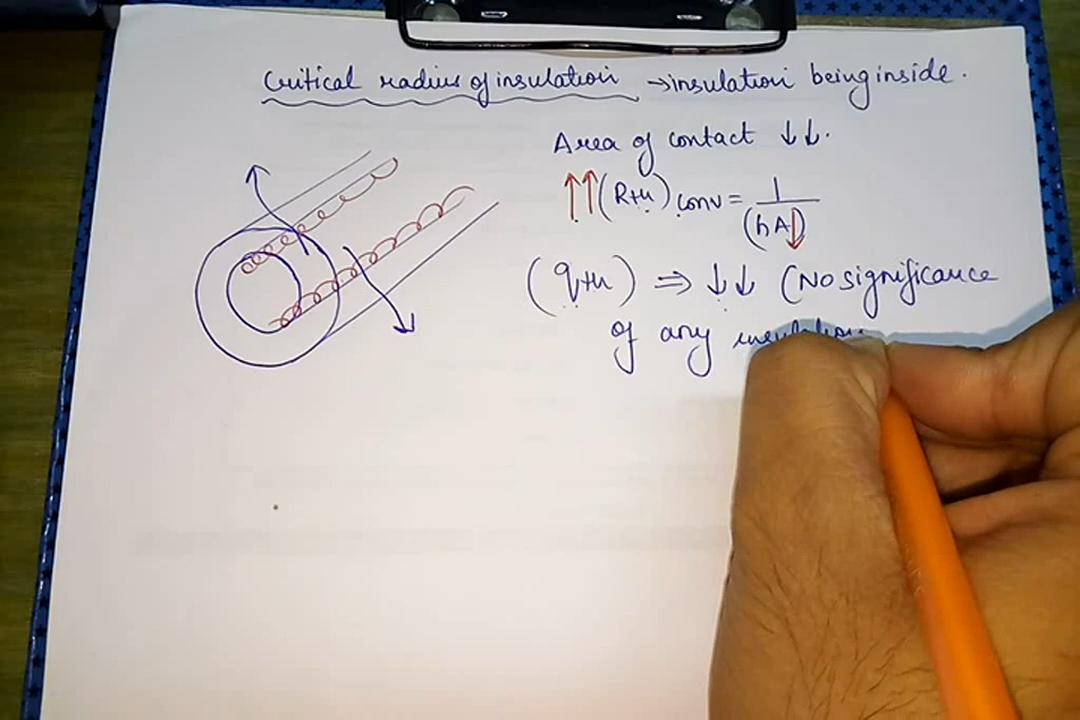 Critical radius of insulation → insulation being inside.
Area of contact ↓↓.
↑↑(Rth)conv = 1/(hA↓)
(qth) ⇒ ↓↓ (No significance
of any insulation